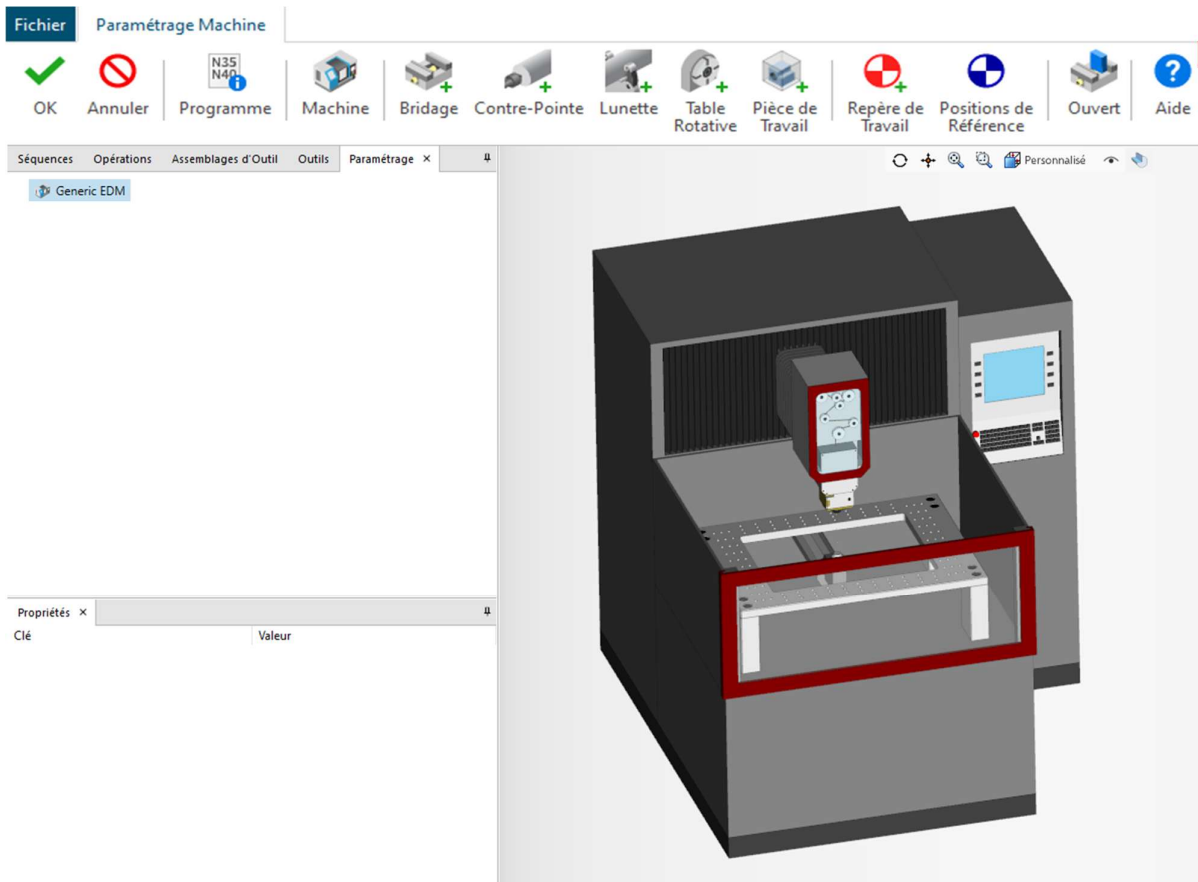 Fichier Paramétrage Machine
N35
N40
OK Annuler Programme Machine Bridage Contre-Pointe Lunette Table Rotative Pièce de Travail Repère de Travail Positions de Référence Ouvert Aide
Séquences Opérations Assemblages d'Outil Outils Paramétrage
Personnalisé
Generic EDM
Propriétés
Clé Valeur